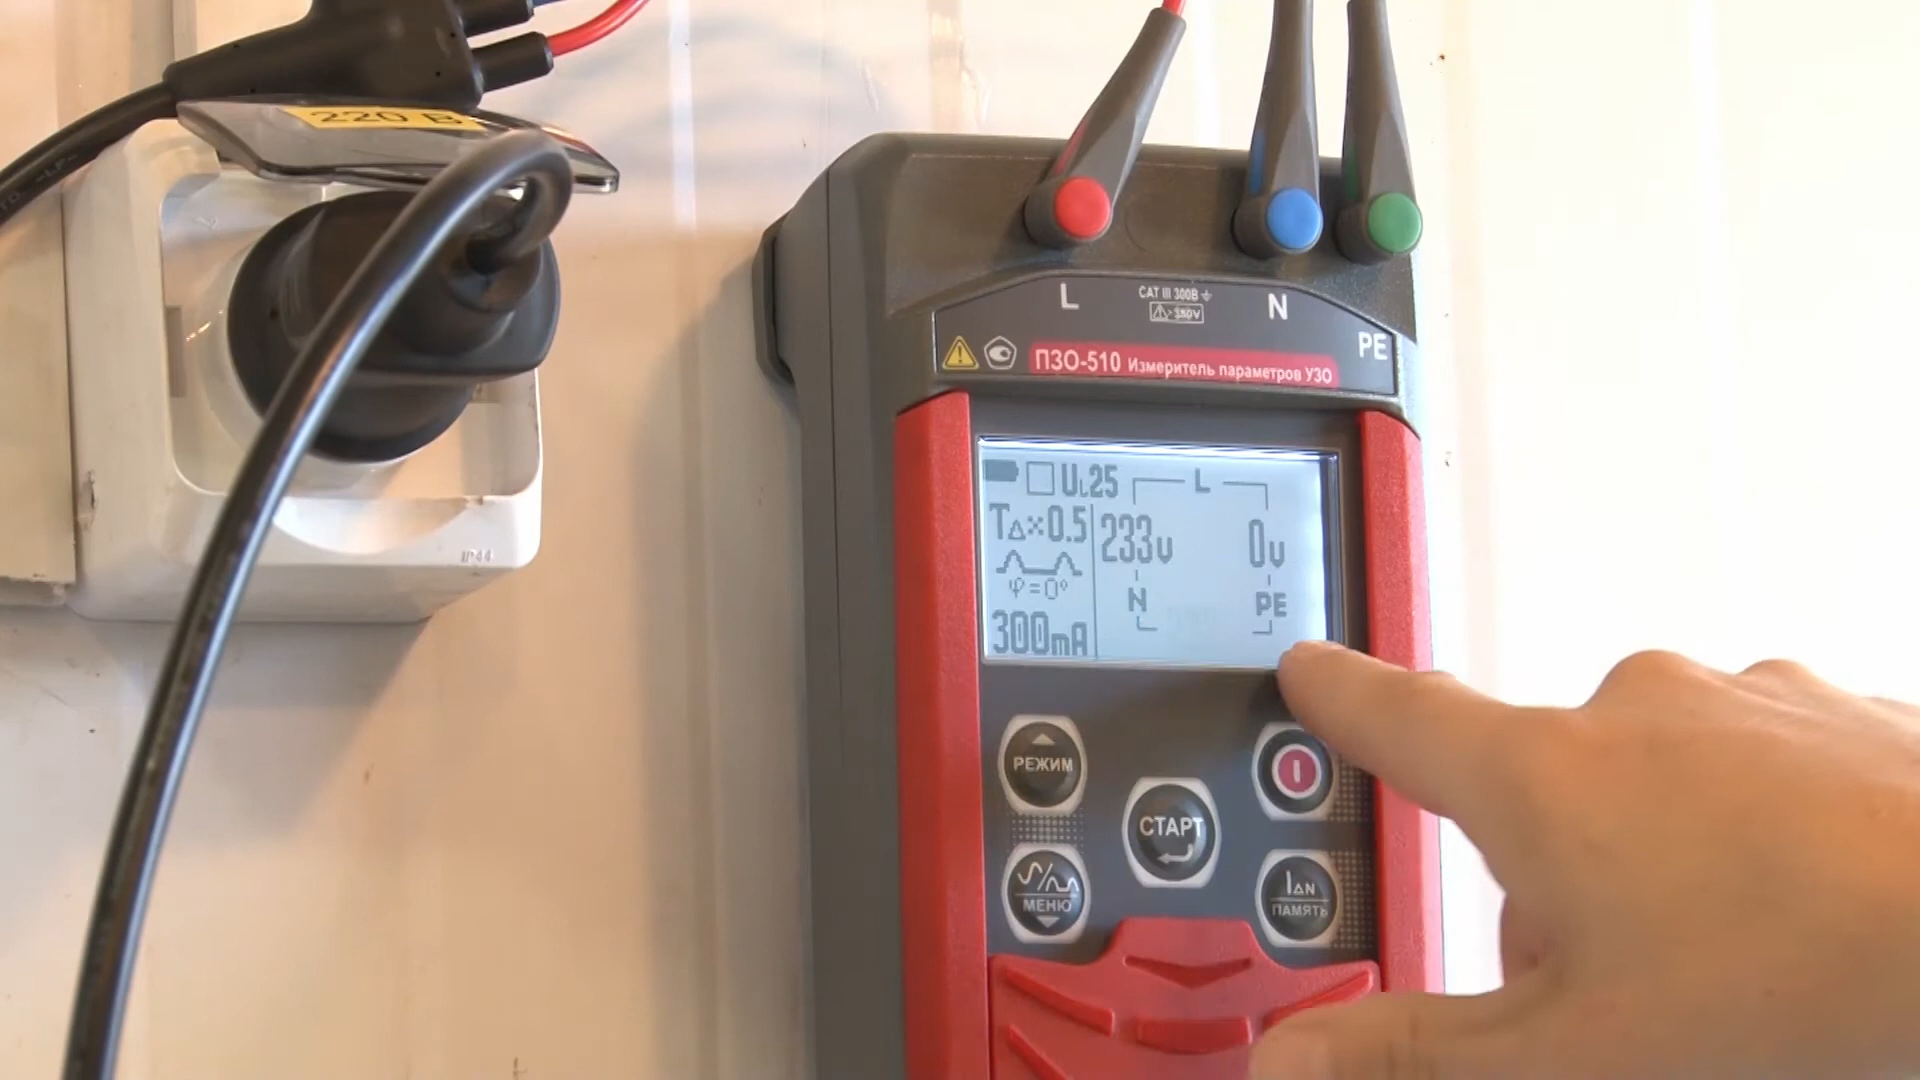 220 В
IP44
L
CAT III 300В
N
>350V
PE
ПЗО-510 Измеритель параметров УЗО
UL25
L
T∆×0.5
233v
0v
φ=0°
N
PE
300mA
РЕЖИМ
СТАРТ
МЕНЮ
I∆N
ПАМЯТЬ